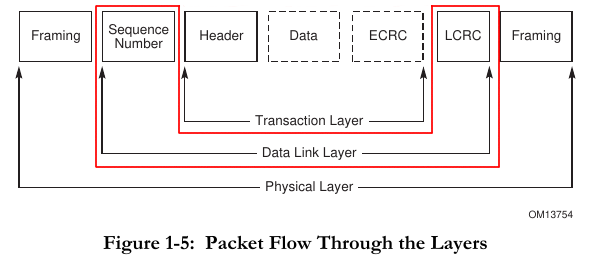 Framing
Sequence
Number
Header
Data
ECRC
LCRC
Framing
Transaction Layer
Data Link Layer
Physical Layer
OM13754
Figure 1-5: Packet Flow Through the Layers